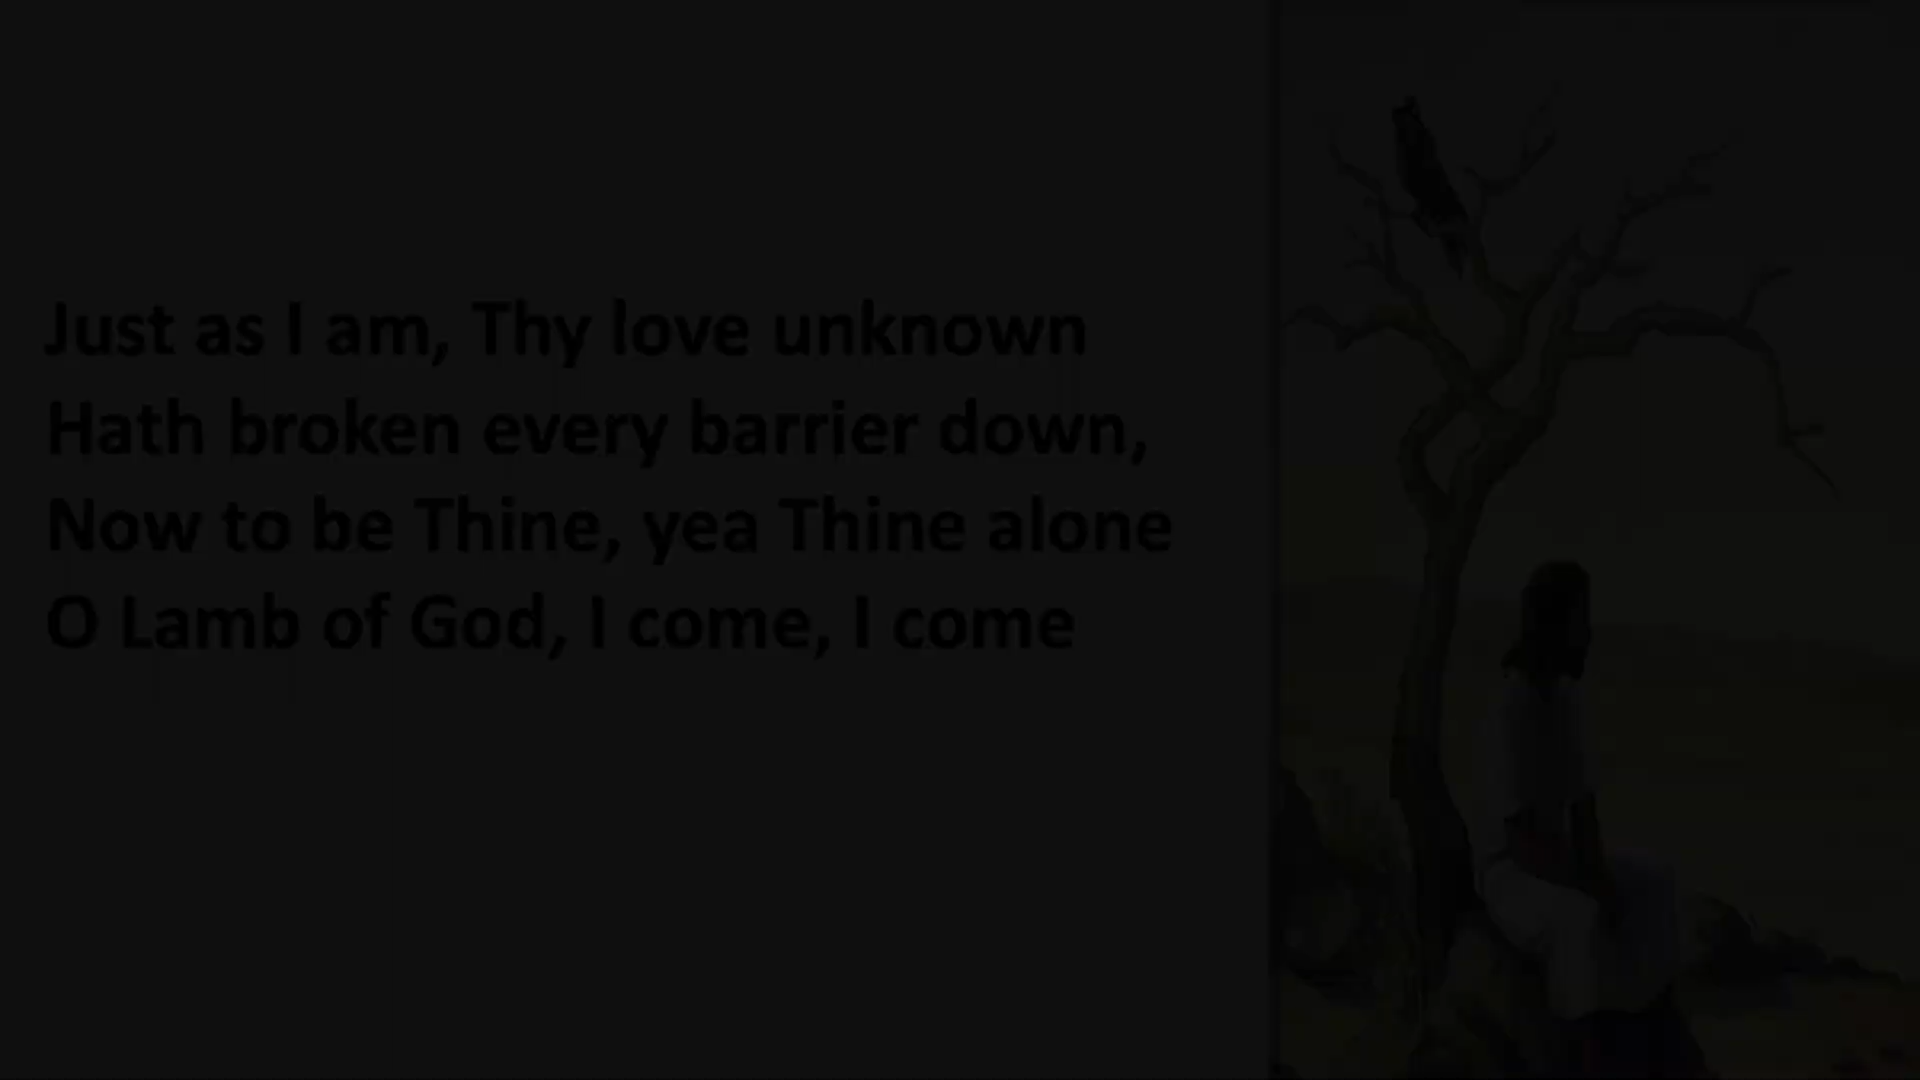 Just as I am, Thy love unknown
Hath broken every barrier down,
Now to be Thine, yea Thine alone
O Lamb of God, I come, I come